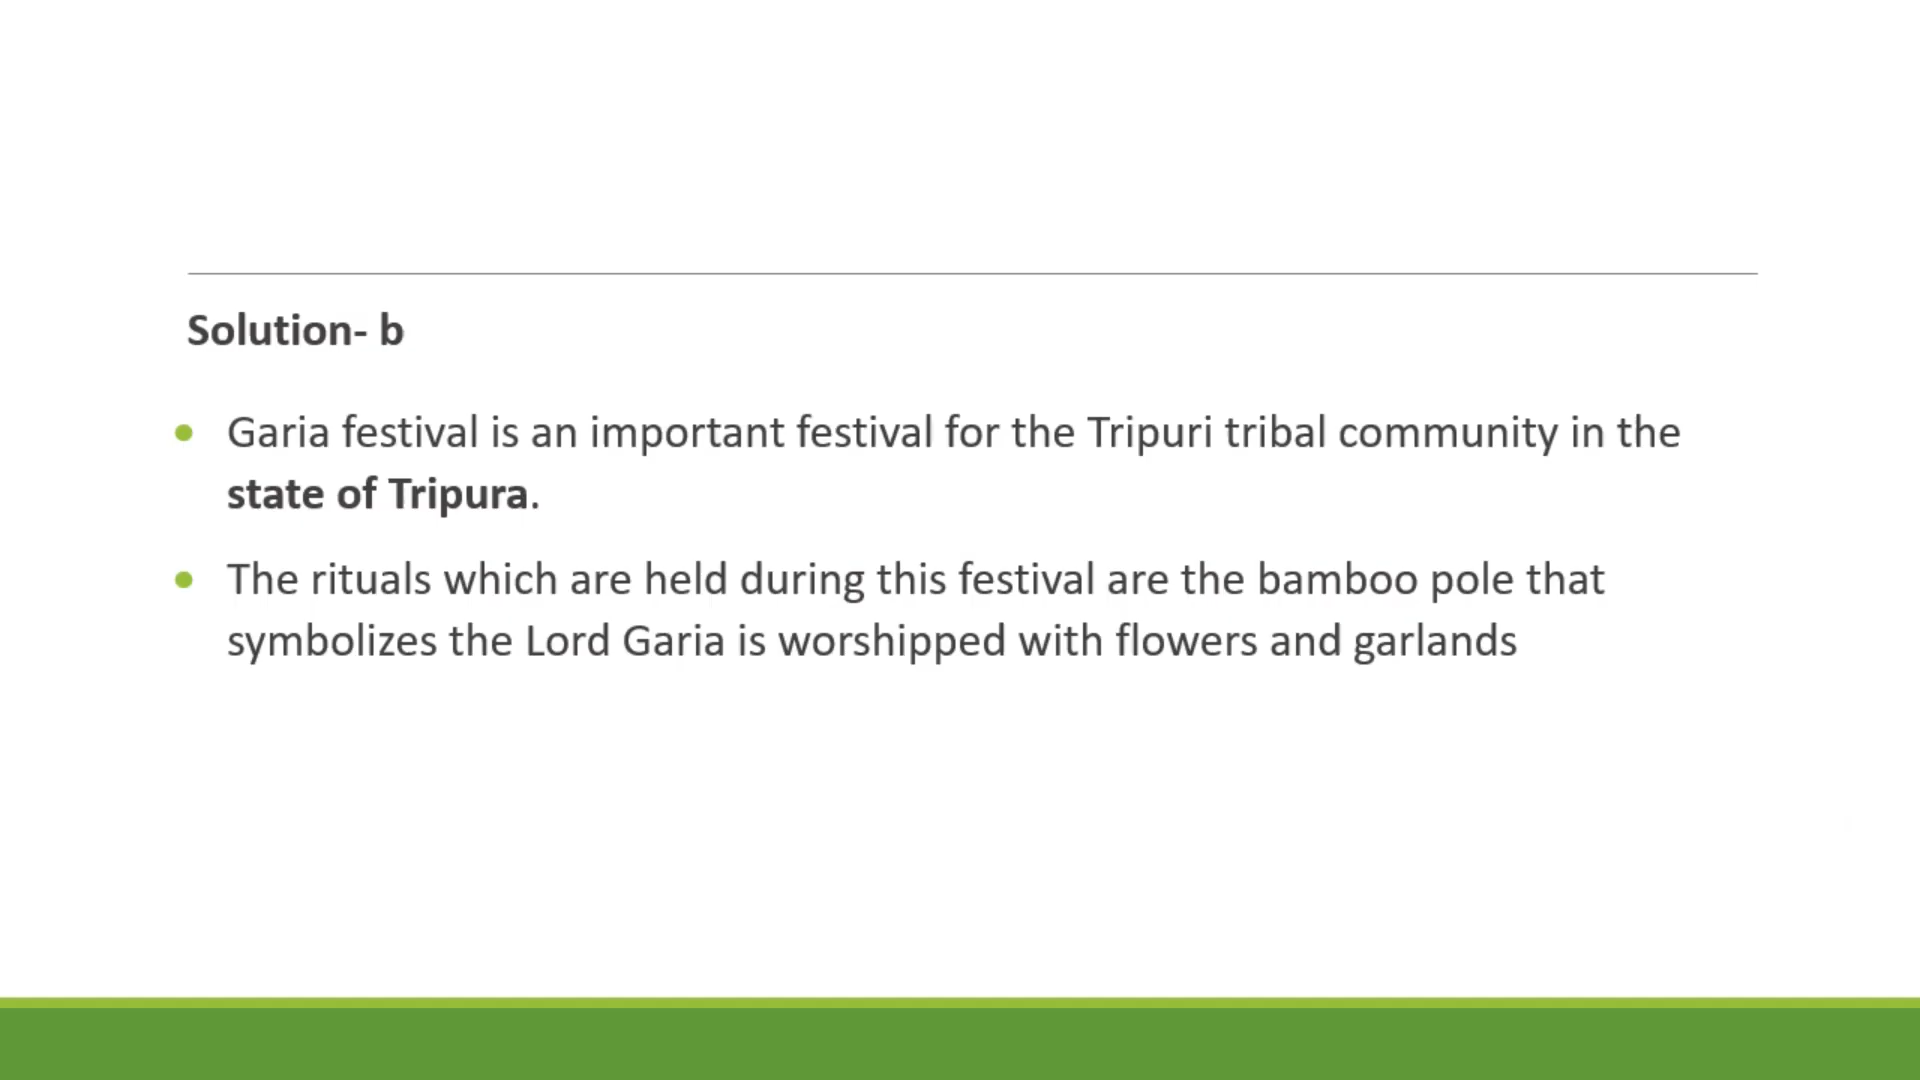 Solution- b
Garia festival is an important festival for the Tripuri tribal community in the
state of Tripura.
The rituals which are held during this festival are the bamboo pole that
symbolizes the Lord Garia is worshipped with flowers and garlands